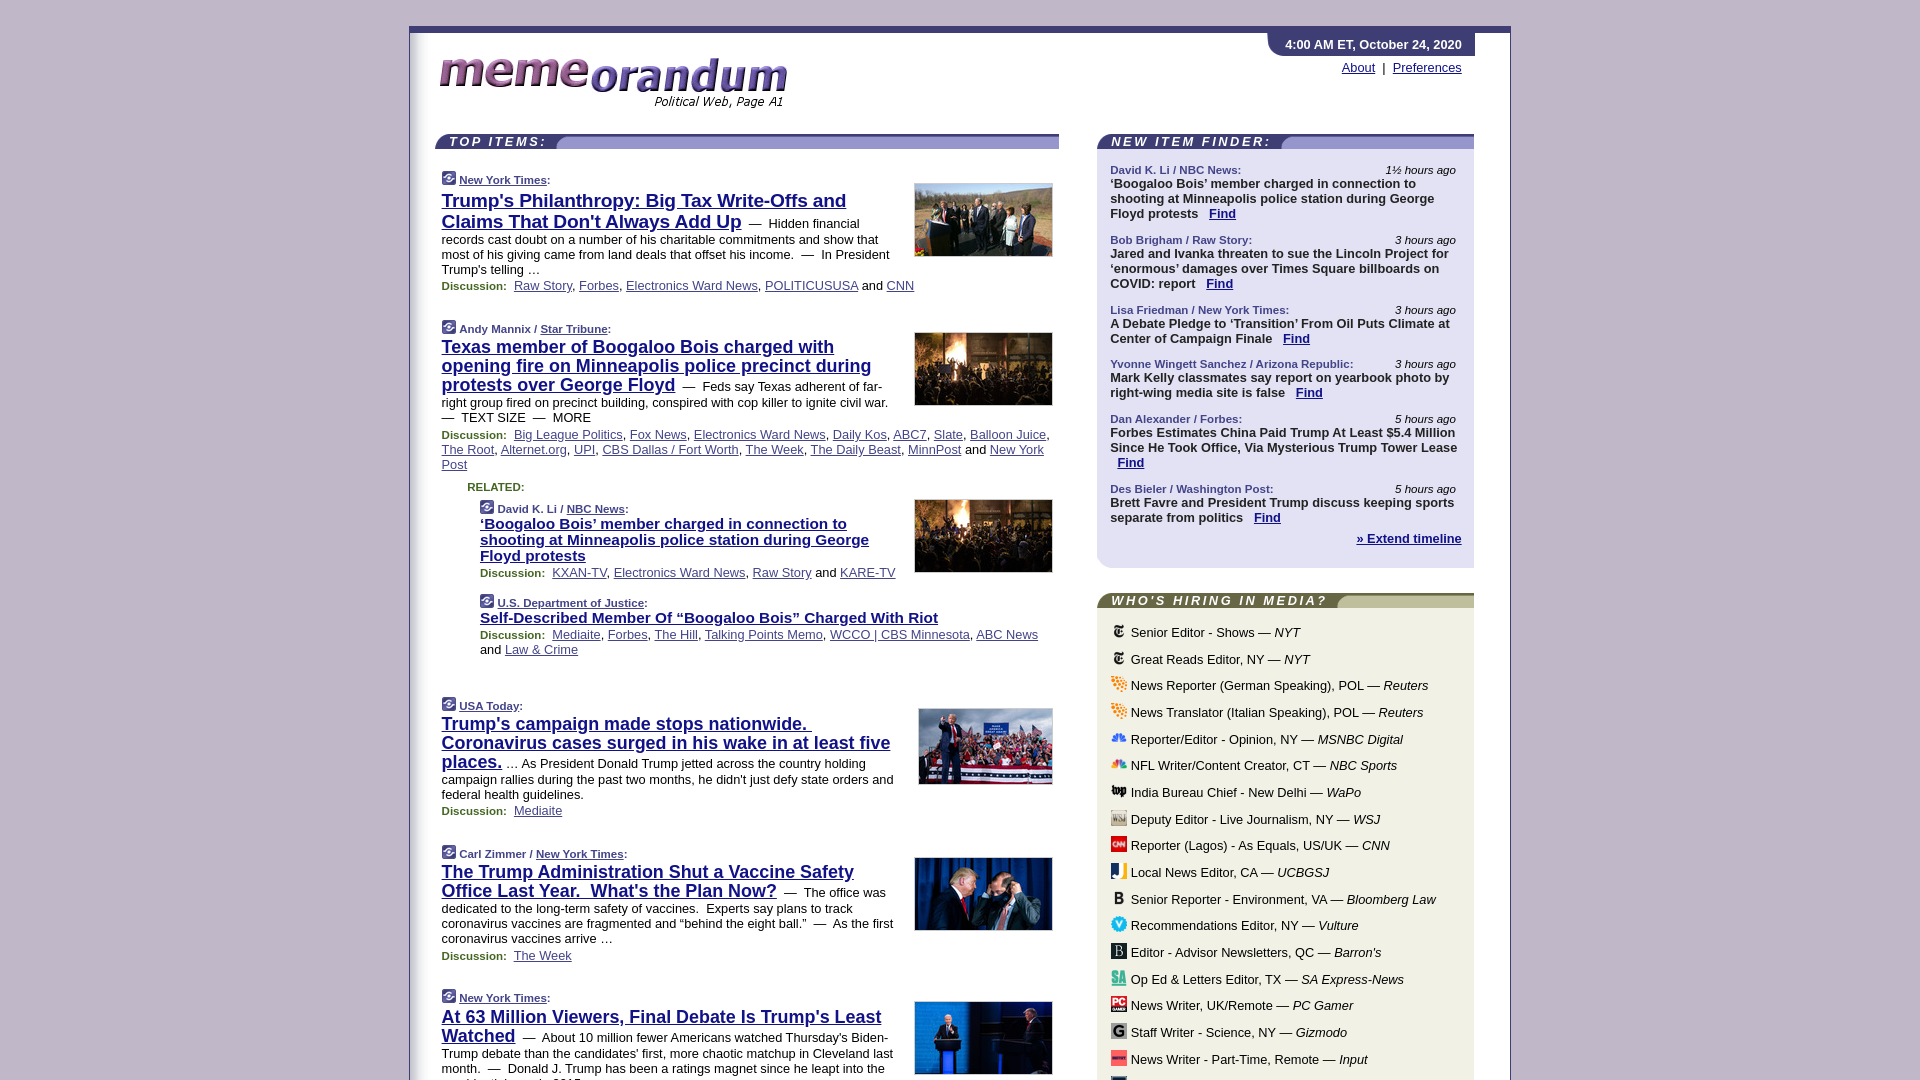 4:00 AM ET, October 24, 2020
About | Preferences
memeorandum
Political Web, Page A1
TOP ITEMS:
New York Times:
Trump's Philanthropy: Big Tax Write-Offs and
Claims That Don't Always Add Up — Hidden financial
records cast doubt on a number of his charitable commitments and show that
most of his giving came from land deals that offset his income. — In President
Trump's telling …
Discussion: Raw Story, Forbes, Electronics Ward News, POLITICUSUSA and CNN
Andy Mannix / Star Tribune:
Texas member of Boogaloo Bois charged with
opening fire on Minneapolis police precinct during
protests over George Floyd — Feds say Texas adherent of far-
right group fired on precinct building, conspired with cop killer to ignite civil war.
— TEXT SIZE — MORE
Discussion: Big League Politics, Fox News, Electronics Ward News, Daily Kos, ABC7, Slate, Balloon Juice,
The Root, Alternet.org, UPI, CBS Dallas / Fort Worth, The Week, The Daily Beast, MinnPost and New York
Post
RELATED:
David K. Li / NBC News:
‘Boogaloo Bois’ member charged in connection to
shooting at Minneapolis police station during George
Floyd protests
Discussion: KXAN-TV, Electronics Ward News, Raw Story and KARE-TV
U.S. Department of Justice:
Self-Described Member Of “Boogaloo Bois” Charged With Riot
Discussion: Mediaite, Forbes, The Hill, Talking Points Memo, WCCO | CBS Minnesota, ABC News
and Law & Crime
USA Today:
Trump's campaign made stops nationwide.
Coronavirus cases surged in his wake in at least five
places. … As President Donald Trump jetted across the country holding
campaign rallies during the past two months, he didn't just defy state orders and
federal health guidelines.
Discussion: Mediaite
Carl Zimmer / New York Times:
The Trump Administration Shut a Vaccine Safety
Office Last Year. What's the Plan Now? — The office was
dedicated to the long-term safety of vaccines. Experts say plans to track
coronavirus vaccines are fragmented and “behind the eight ball.” — As the first
coronavirus vaccines arrive …
Discussion: The Week
New York Times:
At 63 Million Viewers, Final Debate Is Trump's Least
Watched — About 10 million fewer Americans watched Thursday's Biden-
Trump debate than the candidates' first, more chaotic matchup in Cleveland last
month. — Donald J. Trump has been a ratings magnet since he leapt into the
NEW ITEM FINDER:
David K. Li / NBC News: 1½ hours ago
‘Boogaloo Bois’ member charged in connection to
shooting at Minneapolis police station during George
Floyd protests Find
Bob Brigham / Raw Story: 3 hours ago
Jared and Ivanka threaten to sue the Lincoln Project for
‘enormous’ damages over Times Square billboards on
COVID: report Find
Lisa Friedman / New York Times: 3 hours ago
A Debate Pledge to ‘Transition’ From Oil Puts Climate at
Center of Campaign Finale Find
Yvonne Wingett Sanchez / Arizona Republic: 3 hours ago
Mark Kelly classmates say report on yearbook photo by
right-wing media site is false Find
Dan Alexander / Forbes: 5 hours ago
Forbes Estimates China Paid Trump At Least $5.4 Million
Since He Took Office, Via Mysterious Trump Tower Lease
Find
Des Bieler / Washington Post: 5 hours ago
Brett Favre and President Trump discuss keeping sports
separate from politics Find
» Extend timeline
WHO'S HIRING IN MEDIA?
Senior Editor - Shows — NYT
Great Reads Editor, NY — NYT
News Reporter (German Speaking), POL — Reuters
News Translator (Italian Speaking), POL — Reuters
Reporter/Editor - Opinion, NY — MSNBC Digital
NFL Writer/Content Creator, CT — NBC Sports
India Bureau Chief - New Delhi — WaPo
Deputy Editor - Live Journalism, NY — WSJ
Reporter (Lagos) - As Equals, US/UK — CNN
Local News Editor, CA — UCBGSJ
Senior Reporter - Environment, VA — Bloomberg Law
Recommendations Editor, NY — Vulture
Editor - Advisor Newsletters, QC — Barron's
Op Ed & Letters Editor, TX — SA Express-News
News Writer, UK/Remote — PC Gamer
Staff Writer - Science, NY — Gizmodo
News Writer - Part-Time, Remote — Input